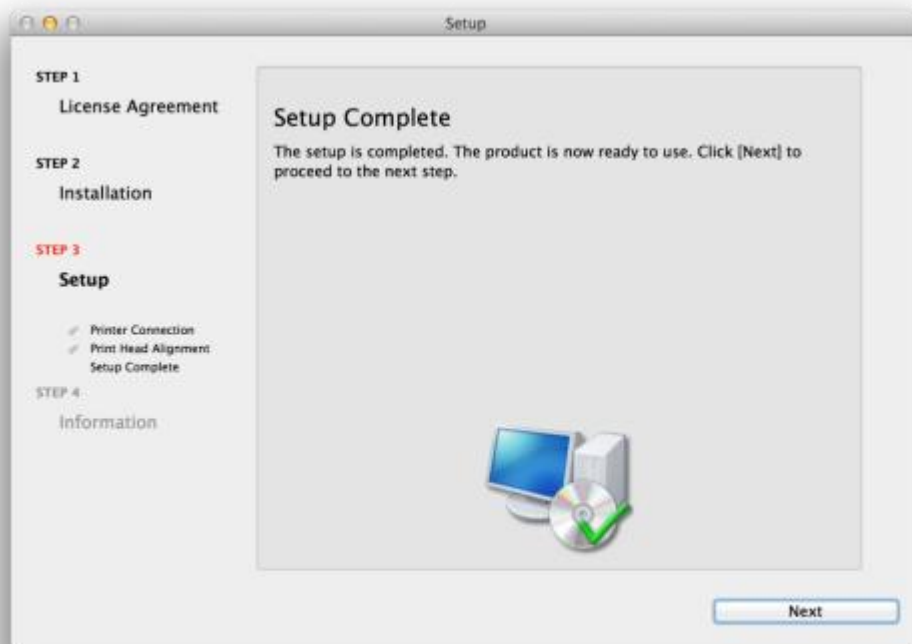 Setup
STEP 1
License Agreement
STEP 2
Installation
STEP 3
Setup
Printer Connection
Print Head Alignment
Setup Complete
STEP 4
Information
Setup Complete
The setup is completed. The product is now ready to use. Click [Next] to
proceed to the next step.
Next